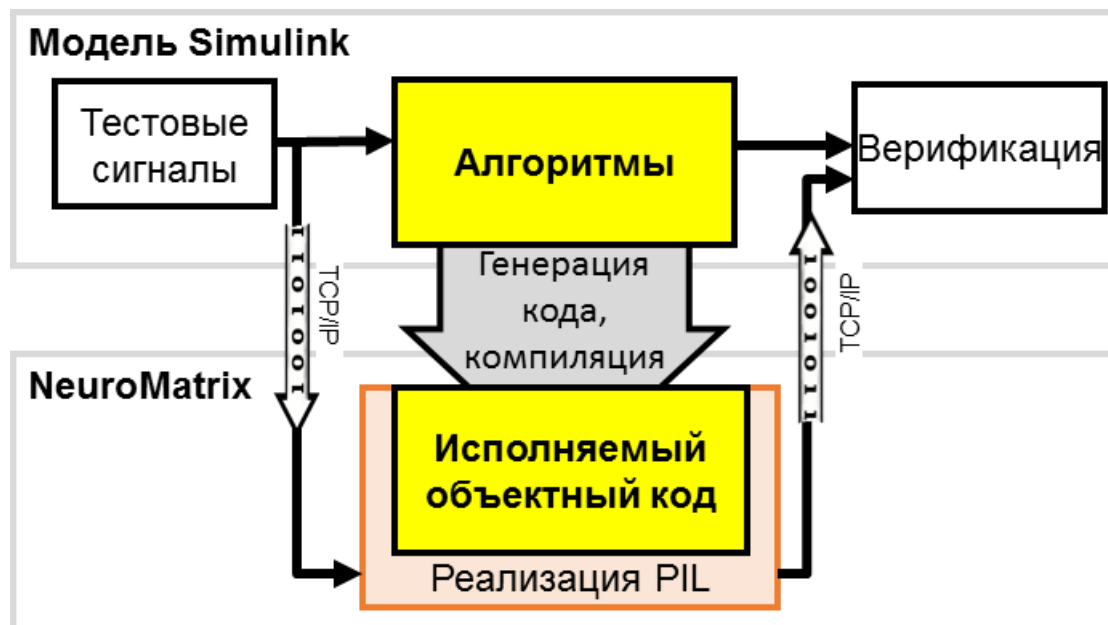 Модель Simulink
Тестовые
сигналы
Алгоритмы
Верификация
1101001
TCP/IP
Генерация
кода,
компиляция
1001011
TCP/IP
NeuroMatrix
Исполняемый
объектный код
Реализация PIL